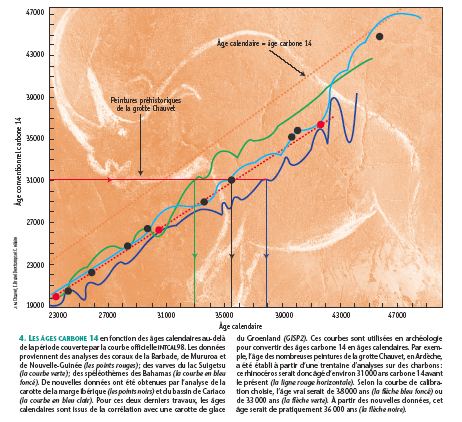 47000
43000
39000
35000
31000
27000
23000
19000
Âge conventionnel carbone 14
Âge calendaire = âge carbone 14
Peintures préhistoriques
de la grotte Chauvet
23000
27000
31000
35000
39000
43000
47000
Âge calendaire
4. LES ÂGES CARBONE 14 en fonction des âges calendaires au-delà
de la période couverte par la courbe officielle INTCAL98. Les données
proviennent des analyses des coraux de la Barbade, de Mururoa et
de Nouvelle-Guinée (les points rouges); des varves du lac Suigetsu
(la courbe verte); des spéléothèmes des Bahamas (la courbe en bleu
foncé). De nouvelles données ont été obtenues par l'analyse de la
carotte de la marge Ibérique (les points noirs) et du bassin de Cariaco
(la courbe en bleu clair). Pour ces deux derniers travaux, les âges
calendaires sont issus de la corrélation avec une carotte de glace
du Groenland (GISP2). Ces courbes sont utilisées en archéologie
pour convertir des âges carbone 14 en âges calendaires. Par exem-
ple, l'âge des nombreuses peintures de la grotte Chauvet, en Ardèche,
a été établi à partir d'une trentaine d'analyses sur des charbons:
ce rhinocéros serait donc âgé d'environ 31 000 ans carbone 14 avant
le présent (la ligne rouge horizontale). Selon la courbe de calibra-
tion choisie, l'âge vrai serait de 38 000 ans (la flèche bleu foncé) ou
de 33 000 ans (la flèche verte). À partir des nouvelles données, cet
âge serait de pratiquement 36 000 ans (la flèche noire).